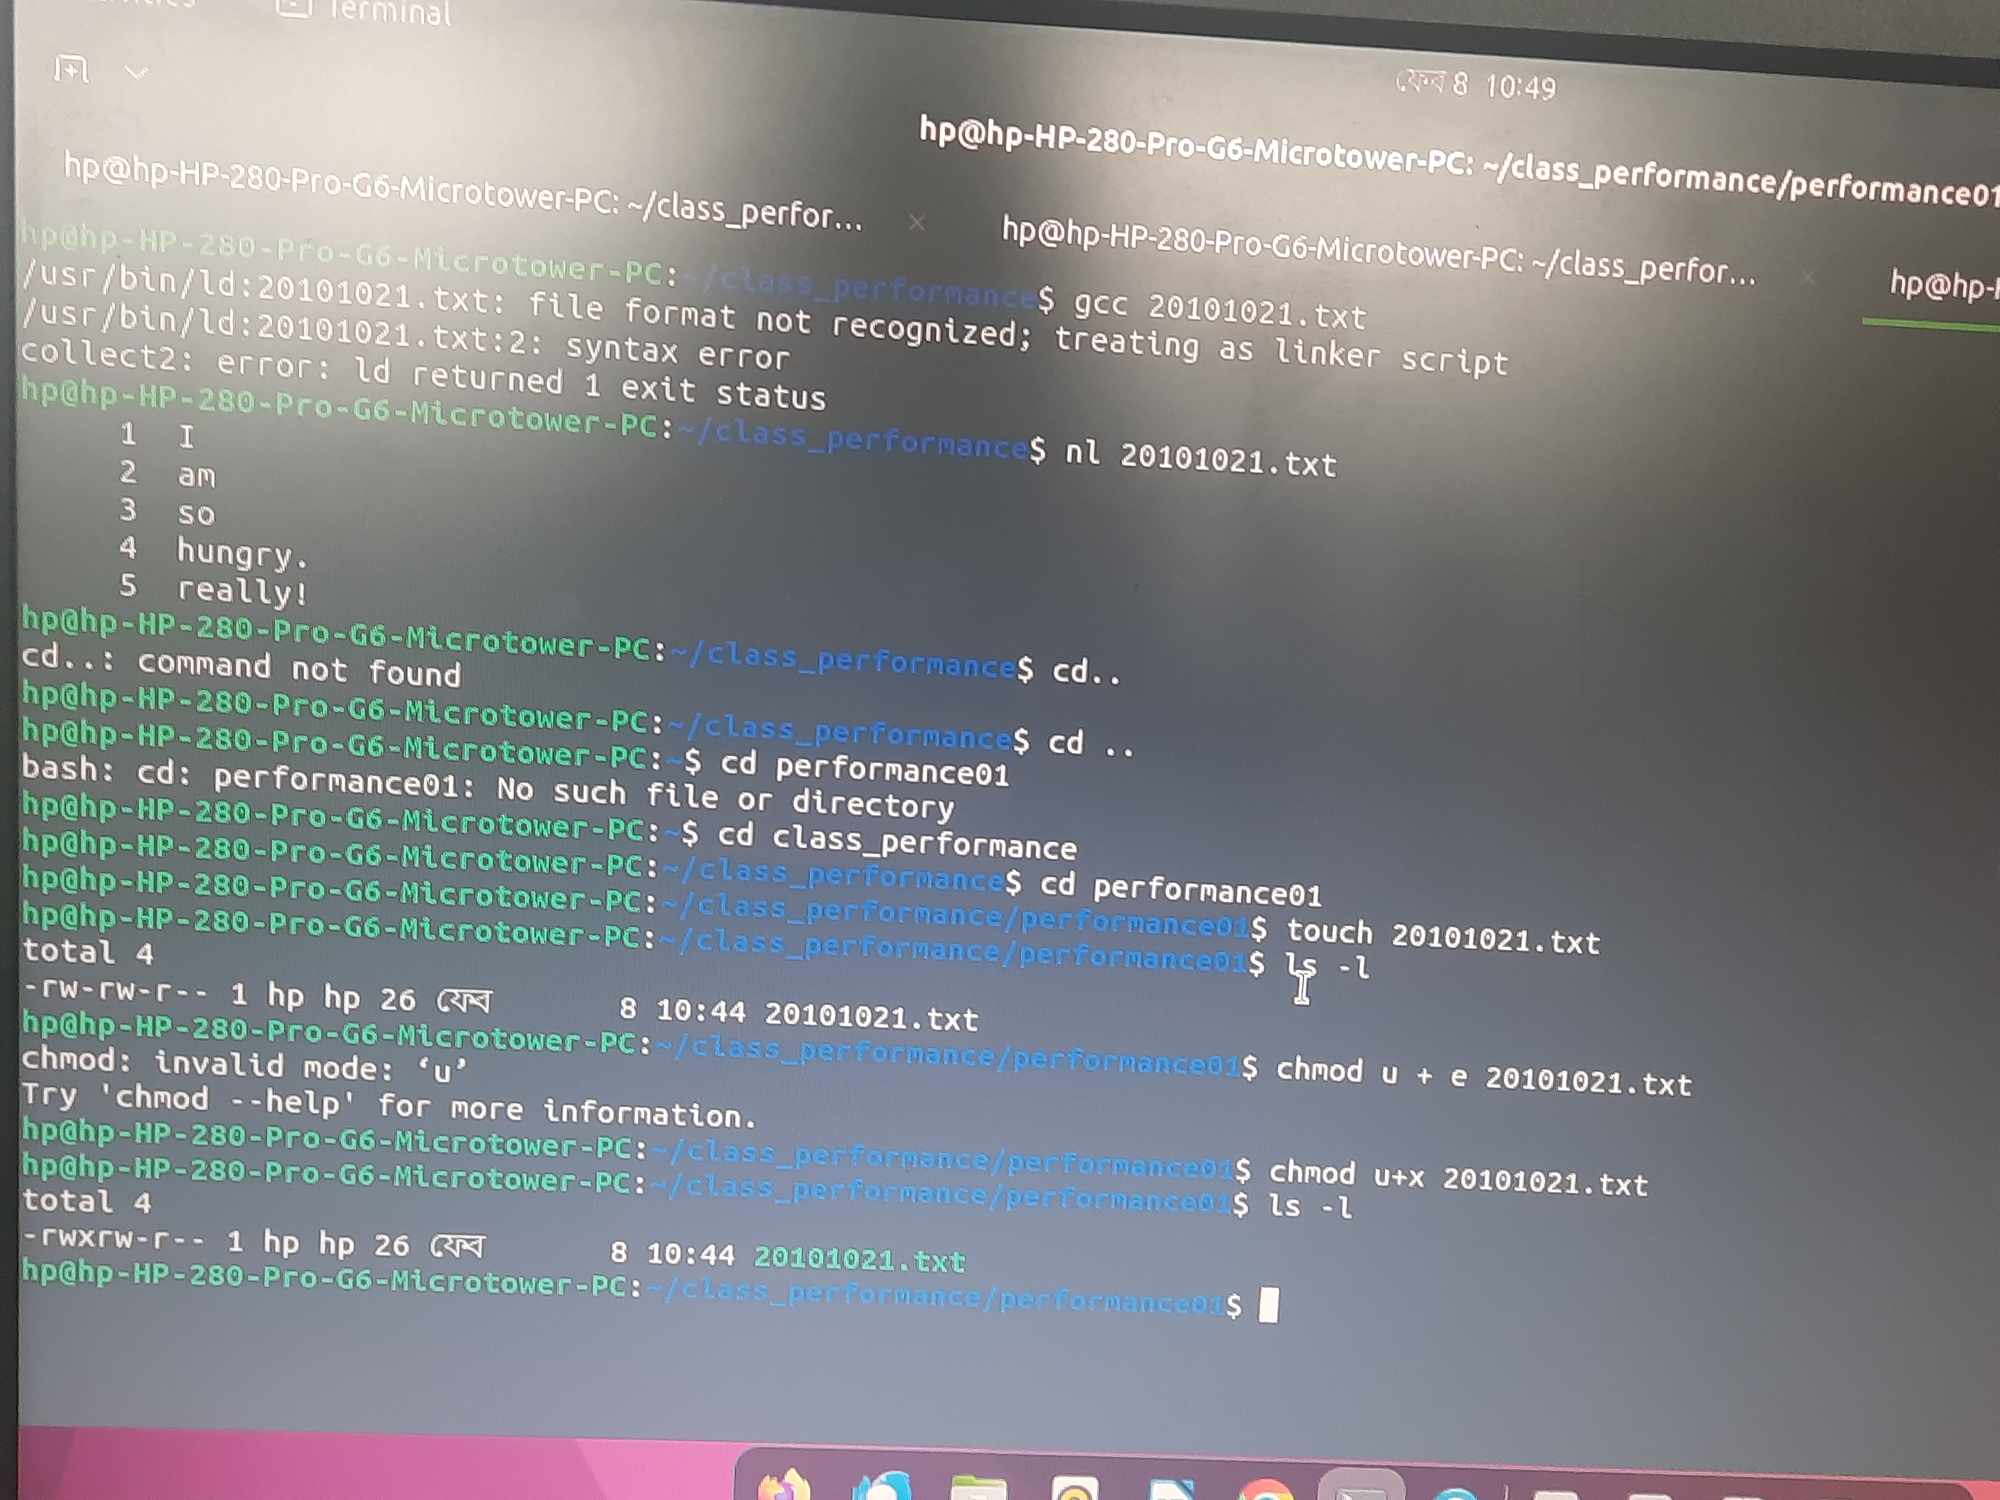 Terminal
ফেব 8 10:49
hp@hp-HP-280-Pro-G6-Microtower-PC: ~/class_performance/performance01
hp@hp-HP-280-Pro-G6-Microtower-PC: ~/class_perfor...
hp@hp-HP-280-Pro-G6-Microtower-PC: ~/class_perfor...
hp@hp-
hp@hp-HP-280-Pro-G6-Microtower-PC:~/class_performance$ gcc 20101021.txt
/usr/bin/ld:20101021.txt: file format not recognized; treating as linker script
/usr/bin/ld:20101021.txt:2: syntax error
collect2: error: ld returned 1 exit status
hp@hp-HP-280-Pro-G6-Microtower-PC:~/class_performance$ nl 20101021.txt
1 I
2 am
3 so
4 hungry.
5 really!
hp@hp-HP-280-Pro-G6-Microtower-PC:~/class_performance$ cd..
cd..: command not found
hp@hp-HP-280-Pro-G6-Microtower-PC:~/class_performance$ cd ..
hp@hp-HP-280-Pro-G6-Microtower-PC:~$ cd performance01
bash: cd: performance01: No such file or directory
hp@hp-HP-280-Pro-G6-Microtower-PC:~$ cd class_performance
hp@hp-HP-280-Pro-G6-Microtower-PC:~/class_performance$ cd performance01
hp@hp-HP-280-Pro-G6-Microtower-PC:~/class_performance/performance01$ touch 20101021.txt
hp@hp-HP-280-Pro-G6-Microtower-PC:~/class_performance/performance01$ ls -l
total 4
-rw-rw-r-- 1 hp hp 26 ফেব 8 10:44 20101021.txt
hp@hp-HP-280-Pro-G6-Microtower-PC:~/class_performance/performance01$ chmod u + e 20101021.txt
chmod: invalid mode: ‘u’
Try 'chmod --help' for more information.
hp@hp-HP-280-Pro-G6-Microtower-PC:~/class_performance/performance01$ chmod u+x 20101021.txt
hp@hp-HP-280-Pro-G6-Microtower-PC:~/class_performance/performance01$ ls -l
total 4
-rwxrw-r-- 1 hp hp 26 ফেব 8 10:44 20101021.txt
hp@hp-HP-280-Pro-G6-Microtower-PC:~/class_performance/performance01$